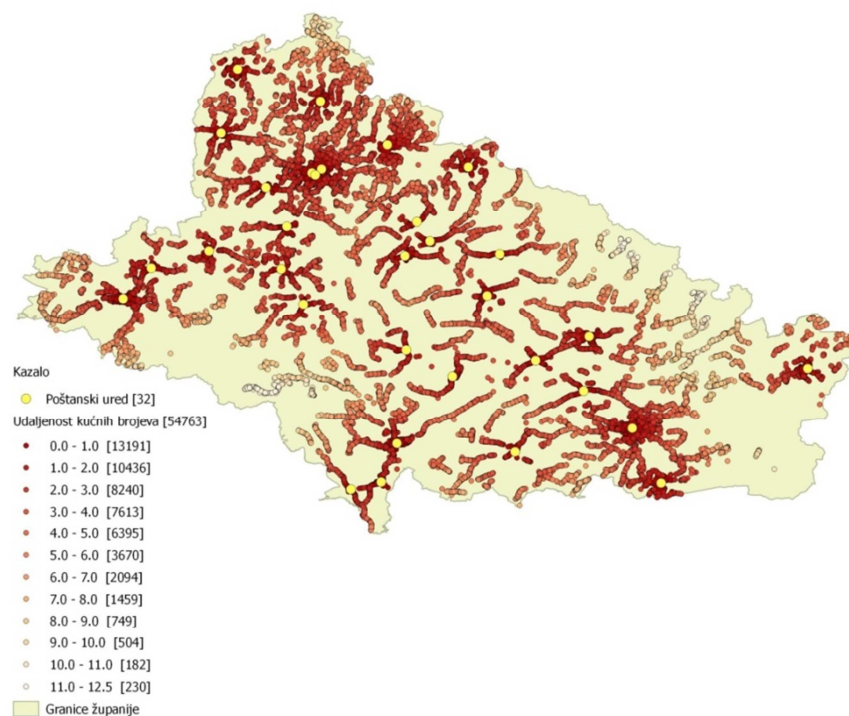 Kazalo
Poštanski ured [32]
Udaljenost kućnih brojeva [54763]
0.0 - 1.0 [13191]
1.0 - 2.0 [10436]
2.0 - 3.0 [8240]
3.0 - 4.0 [7613]
4.0 - 5.0 [6395]
5.0 - 6.0 [3670]
6.0 - 7.0 [2094]
7.0 - 8.0 [1459]
8.0 - 9.0 [749]
9.0 - 10.0 [504]
10.0 - 11.0 [182]
11.0 - 12.5 [230]
Granice županije